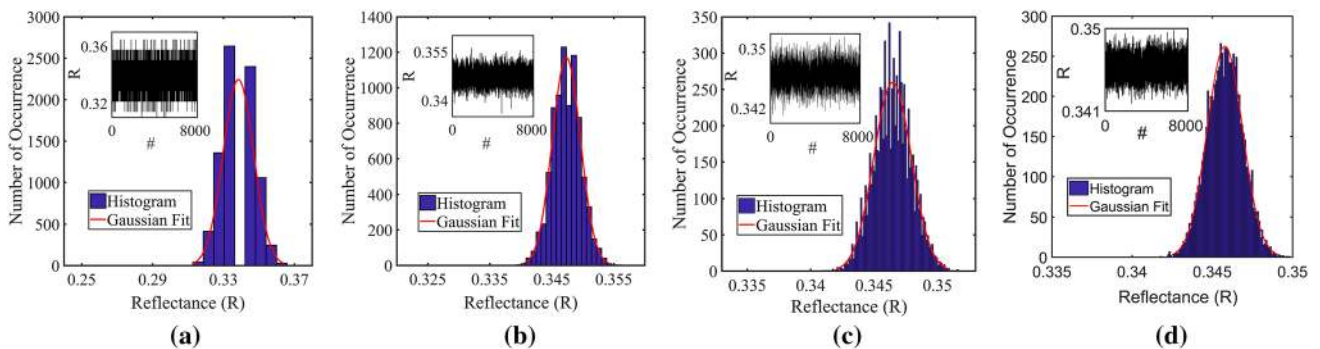 3000
2500
2000
1500
1000
500
0
Number of Occurrence
0.36
R
0.32
0 8000
#
Histogram
Gaussian Fit
0.25 0.29 0.33 0.37
Reflectance (R)
(a)
1400
1200
1000
800
600
400
200
0
Number of Occurrence
0.355
R
0.34
0 8000
#
Histogram
Gaussian Fit
0.325 0.335 0.345 0.355
Reflectance (R)
(b)
350
300
250
200
150
100
50
0
Number of Occurrence
0.35
R
0.342
0 8000
#
Histogram
Gaussian Fit
0.335 0.34 0.345 0.35
Reflectance (R)
(c)
300
250
200
150
100
50
0
Number of Occurrence
0.35
R
0.341
0 8000
#
Histogram
Gaussian Fit
0.335 0.34 0.345 0.35
Reflectance (R)
(d)